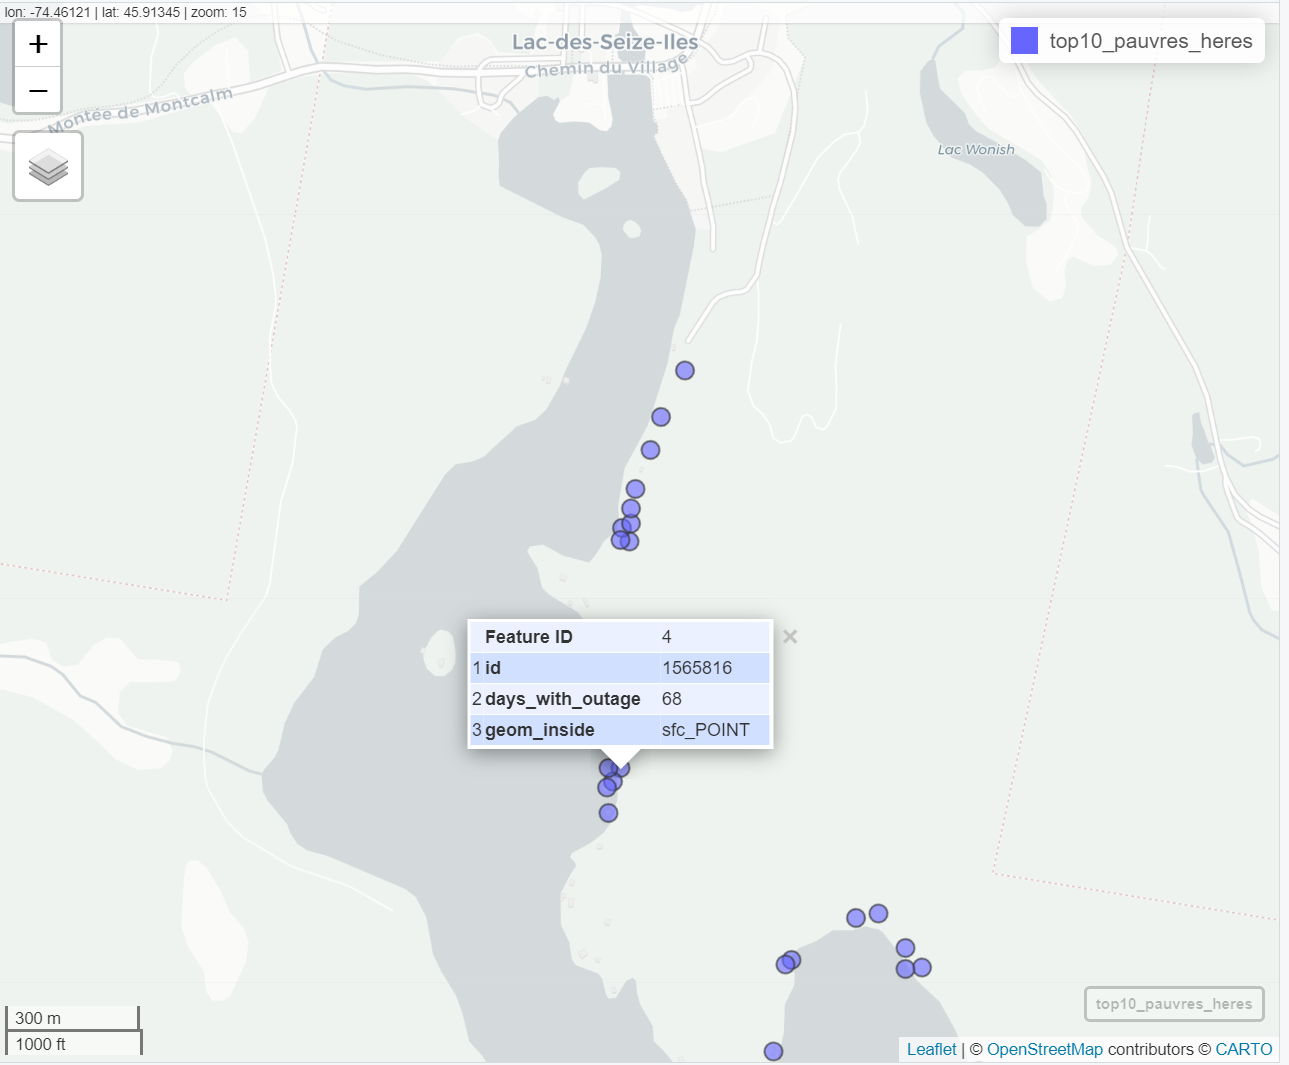 lon: -74.46121 | lat: 45.91345 | zoom: 15
+
−
top10_pauvres_heres
Lac-des-Seize-Iles
Chemin du Village
Montée de Montcalm
Lac Wonish
Feature ID 4
1 id 1565816
2 days_with_outage 68
3 geom_inside sfc_POINT
×
top10_pauvres_heres
300 m
1000 ft
Leaflet | © OpenStreetMap contributors © CARTO